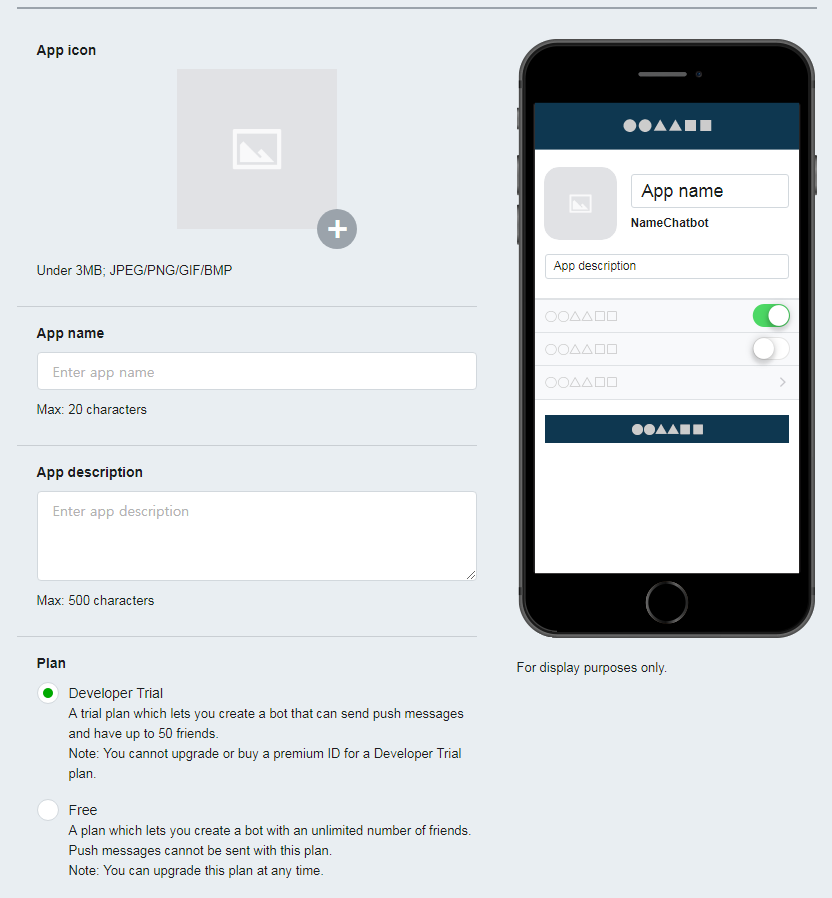 App icon
Under 3MB; JPEG/PNG/GIF/BMP
App name
Enter app name
Max: 20 characters
App description
Enter app description
Max: 500 characters
Plan
Developer Trial
A trial plan which lets you create a bot that can send push messages
and have up to 50 friends.
Note: You cannot upgrade or buy a premium ID for a Developer Trial
plan.
Free
A plan which lets you create a bot with an unlimited number of friends.
Push messages cannot be sent with this plan.
Note: You can upgrade this plan at any time.
●●▲▲■■
App name
NameChatbot
App description
○○△△□□
○○△△□□
○○△△□□
●●▲▲■■
For display purposes only.